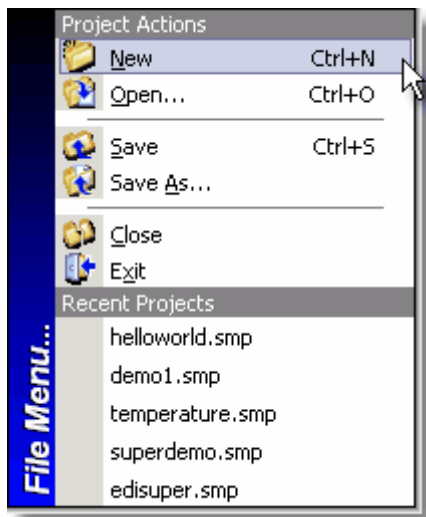 Project Actions
New Ctrl+N
Open... Ctrl+O
Save Ctrl+S
Save As...
Close
Exit
Recent Projects
helloworld.smp
demo1.smp
temperature.smp
superdemo.smp
edisuper.smp
File Menu...